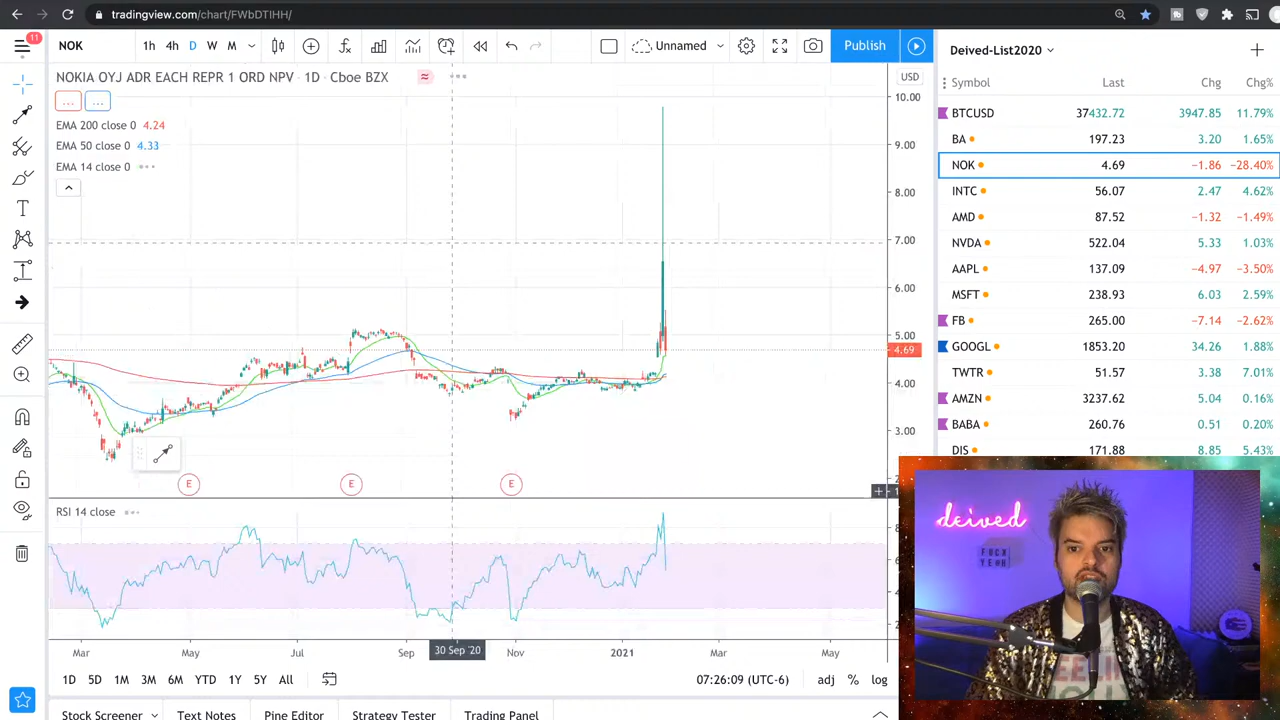 tradingview.com/chart/FWbDTIHH/
11
NOK
1h 4h D W M
Unnamed
Publish
NOKIA OYJ ADR EACH REPR 1 ORD NPV · 1D · Cboe BZX
USD
EMA 200 close 0 4.24
EMA 50 close 0 4.33
EMA 14 close 0
10.00
9.00
8.00
7.00
6.00
5.00
4.69
4.00
3.00
E E E
RSI 14 close
Mar May Jul Sep 30 Sep '20 Nov 2021 Mar May
1D 5D 1M 3M 6M YTD 1Y 5Y All
07:26:09 (UTC-6) adj % log
Stock Screener Text Notes Pine Editor Strategy Tester Trading Panel
Deived-List2020
Symbol Last Chg Chg%
BTCUSD 37432.72 3947.85 11.79%
BA 197.23 3.20 1.65%
NOK 4.69 −1.86 −28.40%
INTC 56.07 2.47 4.62%
AMD 87.52 −1.32 −1.49%
NVDA 522.04 5.33 1.03%
AAPL 137.09 −4.97 −3.50%
MSFT 238.93 6.03 2.59%
FB 265.00 −7.14 −2.62%
GOOGL 1853.20 34.26 1.88%
TWTR 51.57 3.38 7.01%
AMZN 3237.62 5.04 0.16%
BABA 260.76 0.51 0.20%
DIS 171.88 8.85 5.43%
deived
FUCK
YEAH